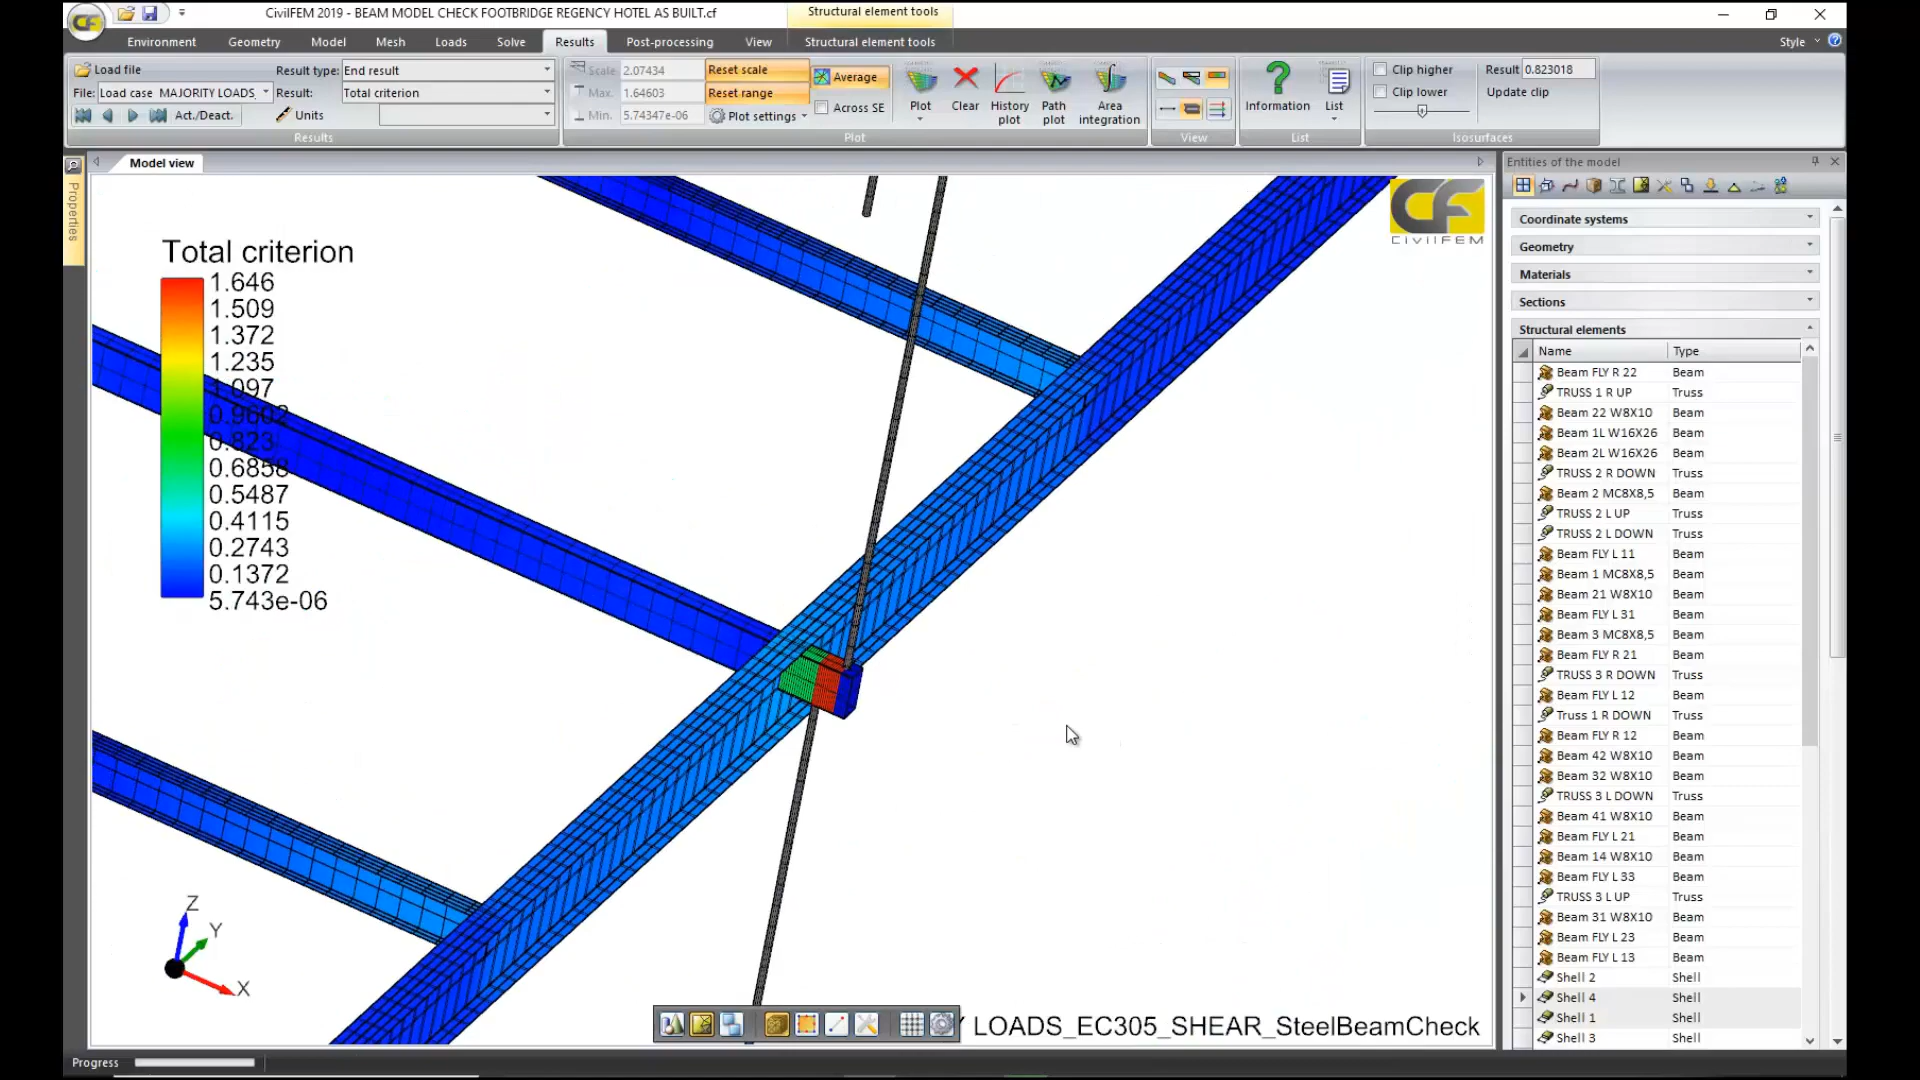 CivilFEM 2019 - BEAM MODEL CHECK FOOTBRIDGE REGENCY HOTEL AS BUILT.cf
Structural element tools
Environment Geometry Model Mesh Loads Solve Results Post-processing View Structural element tools Style
Load file
Result type: End result
File: Load case MAJORITY LOADS_
Result: Total criterion
Act./Deact.
Units
Results
Scale 2.07434 Reset scale
Max. 1.64603 Reset range
Min. 5.74347e-06 Plot settings
Average
Across SE
Plot
Clear
History plot
Path plot
Area integration
Plot
View
Information
List
List
Clip higher Result 0.823018
Clip lower Update clip
Isosurfaces
Properties
Model view
Total criterion
1.646
1.509
1.372
1.235
1.097
0.9602
0.823
0.6858
0.5487
0.4115
0.2743
0.1372
5.743e-06
CF
CIVILFEM
Z
Y
X
LOADS_EC305_SHEAR_SteelBeamCheck
Entities of the model
Coordinate systems
Geometry
Materials
Sections
Structural elements
Name Type
Beam FLY R 22 Beam
TRUSS 1 R UP Truss
Beam 22 W8X10 Beam
Beam 1L W16X26 Beam
Beam 2L W16X26 Beam
TRUSS 2 R DOWN Truss
Beam 2 MC8X8,5 Beam
TRUSS 2 L UP Truss
TRUSS 2 L DOWN Truss
Beam FLY L 11 Beam
Beam 1 MC8X8,5 Beam
Beam 21 W8X10 Beam
Beam FLY L 31 Beam
Beam 3 MC8X8,5 Beam
Beam FLY R 21 Beam
TRUSS 3 R DOWN Truss
Beam FLY L 12 Beam
Truss 1 R DOWN Truss
Beam FLY R 12 Beam
Beam 42 W8X10 Beam
Beam 32 W8X10 Beam
TRUSS 3 L DOWN Truss
Beam 41 W8X10 Beam
Beam FLY L 21 Beam
Beam 14 W8X10 Beam
Beam FLY L 33 Beam
TRUSS 3 L UP Truss
Beam 31 W8X10 Beam
Beam FLY L 23 Beam
Beam FLY L 13 Beam
Shell 2 Shell
Shell 4 Shell
Shell 1 Shell
Shell 3 Shell
Progress